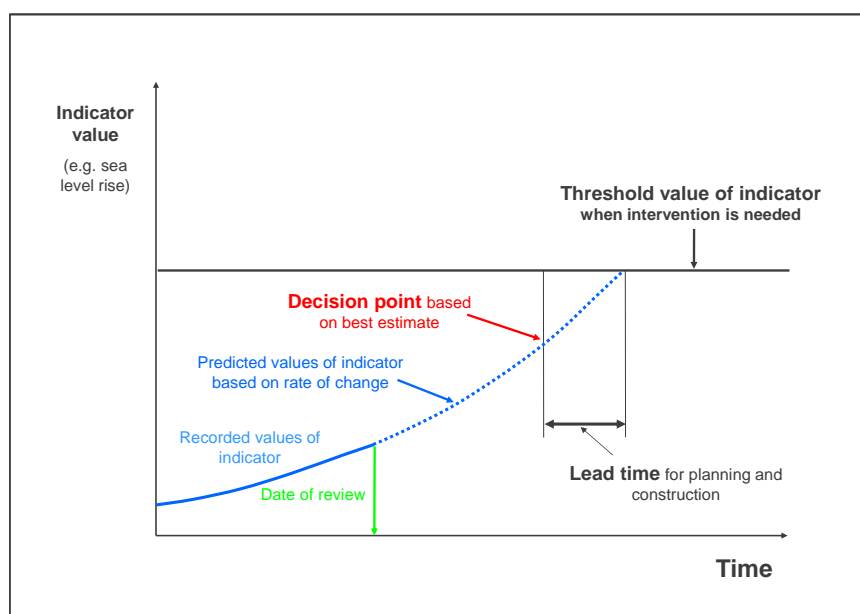 Indicator
value
(e.g. sea
level rise)
Threshold value of indicator
when intervention is needed
Decision point based
on best estimate
Predicted values of indicator
based on rate of change
Recorded values of
indicator
Date of review
Lead time for planning and
construction
Time